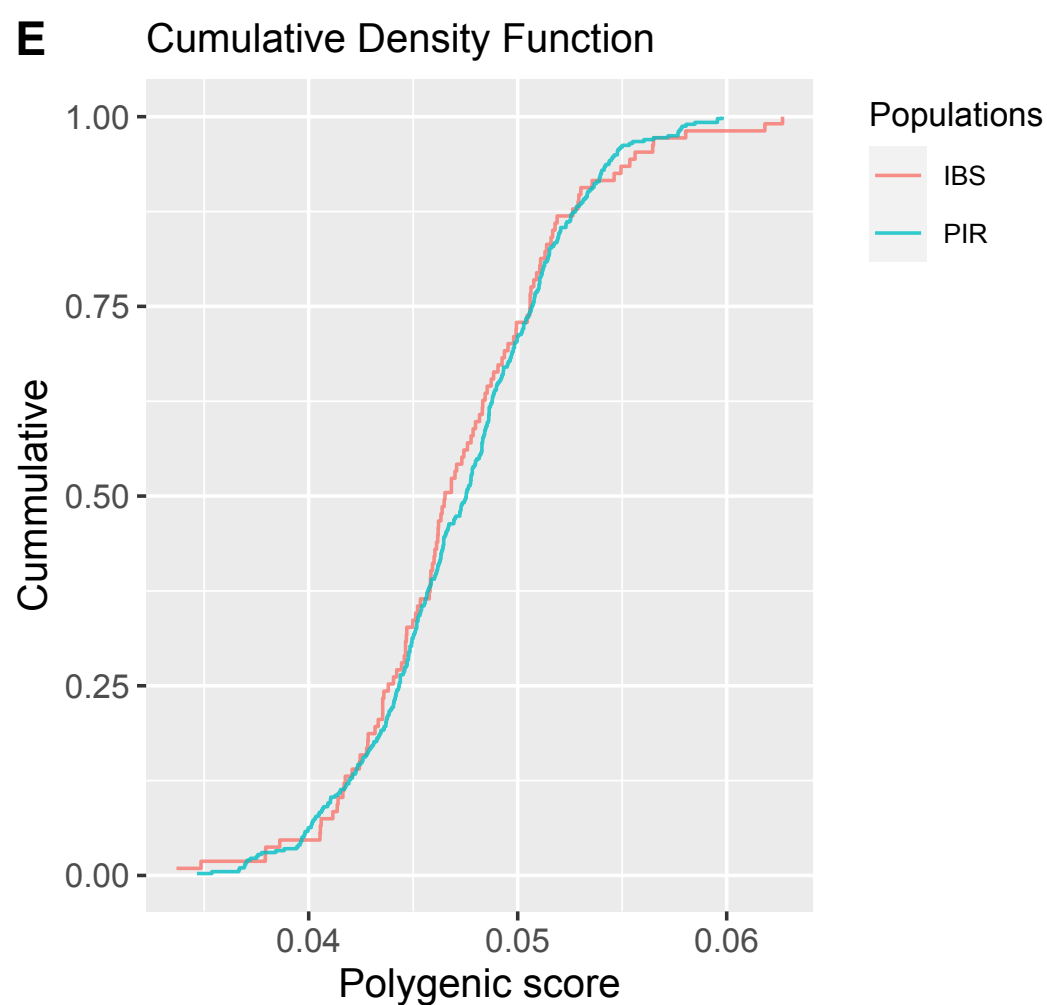 E
Cumulative Density Function
1.00
0.75
0.50
0.25
0.00
Cummulative
0.04
0.05
0.06
Polygenic score
Populations
IBS
PIR